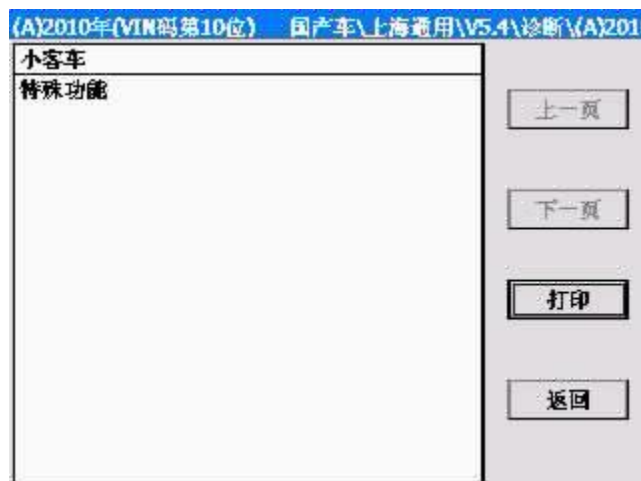 (A)2010年(VIN码第10位) 国产车\上海通用\V5.4\诊断\(A)201
小客车
特殊功能
上一页
下一页
打印
返回